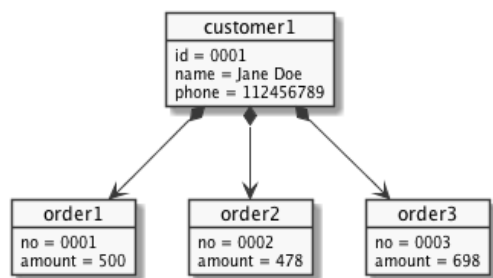 customer1
id = 0001
name = Jane Doe
phone = 112456789
order1
no = 0001
amount = 500
order2
no = 0002
amount = 478
order3
no = 0003
amount = 698